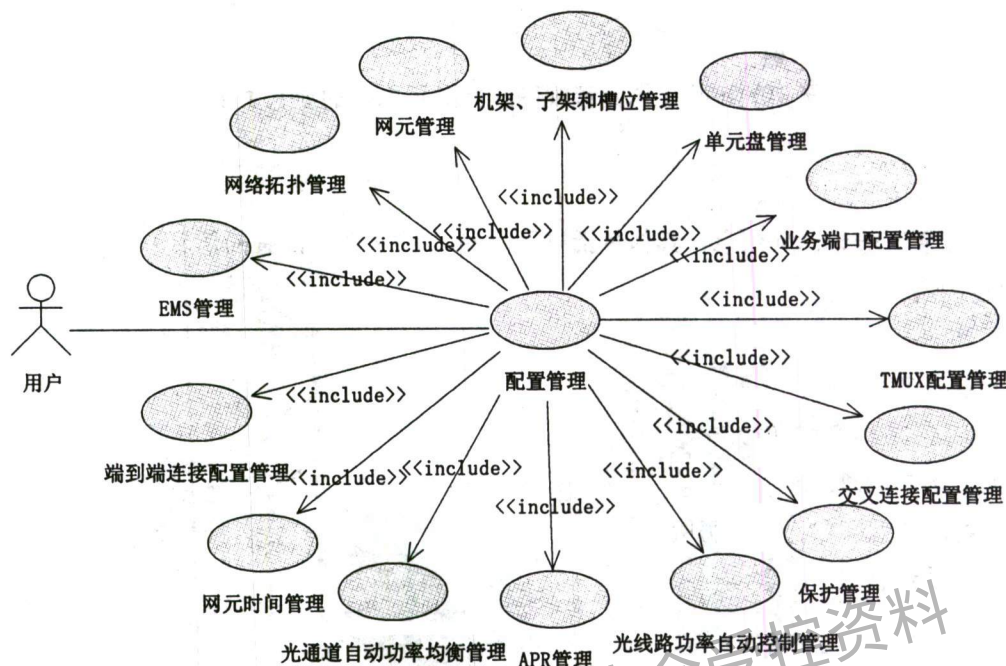 机架、子架和槽位管理
网元管理
单元盘管理
网络拓扑管理
<<include>>
<<include>>
<<include>>
<<include>>
业务端口配置管理
<<include>>
<<include>>
EMS管理
<<include>>
用户
配置管理
<<include>>
TMUX配置管理
<<include>>
<<include>>
端到端连接配置管理
<<include>>
<<include>>
<<include>>
交叉连接配置管理
<<include>>
网元时间管理
保护管理
光通道自动功率均衡管理
APR管理
光线路功率自动控制管理
受控资料